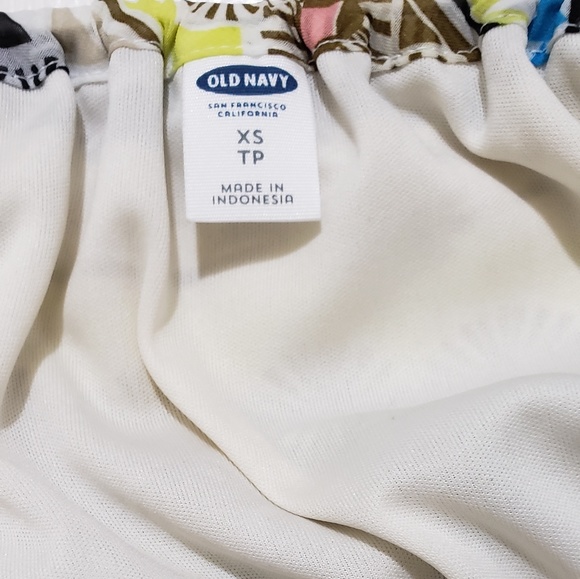 OLD NAVY
SAN FRANCISCO
CALIFORNIA
XS
TP
MADE IN
INDONESIA